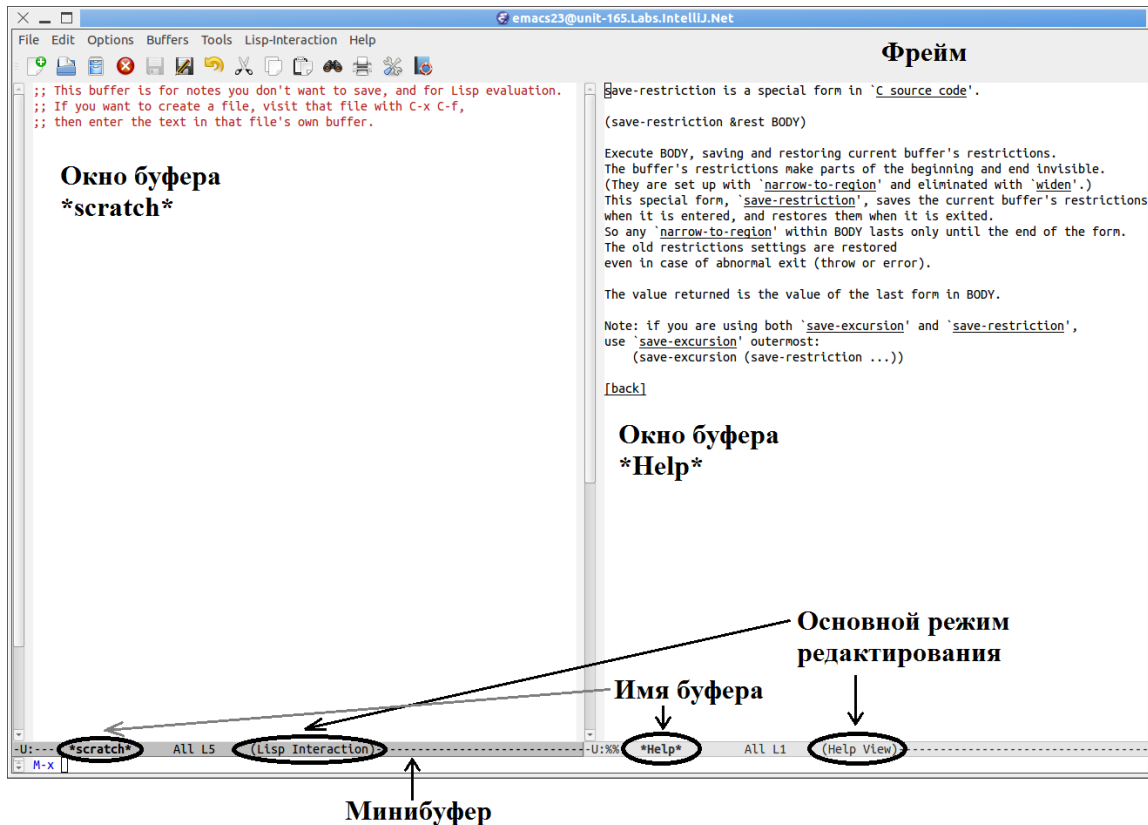 emacs23@unit-165.Labs.IntelliJ.Net
File Edit Options Buffers Tools Lisp-Interaction Help
Фрейм
;; This buffer is for notes you don't want to save, and for Lisp evaluation.
;; If you want to create a file, visit that file with C-x C-f,
;; then enter the text in that file's own buffer.
Окно буфера
*scratch*
save-restriction is a special form in `C source code'.
(save-restriction &rest BODY)
Execute BODY, saving and restoring current buffer's restrictions.
The buffer's restrictions make parts of the beginning and end invisible.
(They are set up with `narrow-to-region' and eliminated with `widen'.)
This special form, `save-restriction', saves the current buffer's restrictions
when it is entered, and restores them when it is exited.
So any `narrow-to-region' within BODY lasts only until the end of the form.
The old restrictions settings are restored
even in case of abnormal exit (throw or error).
The value returned is the value of the last form in BODY.
Note: if you are using both `save-excursion' and `save-restriction',
use `save-excursion' outermost:
(save-excursion (save-restriction ...))
[back]
Окно буфера
*Help*
Основной режим
редактирования
Имя буфера
-U:--- *scratch* All L5 (Lisp Interaction)
-U:%% *Help* All L1 (Help View)
M-x
Минибуфер